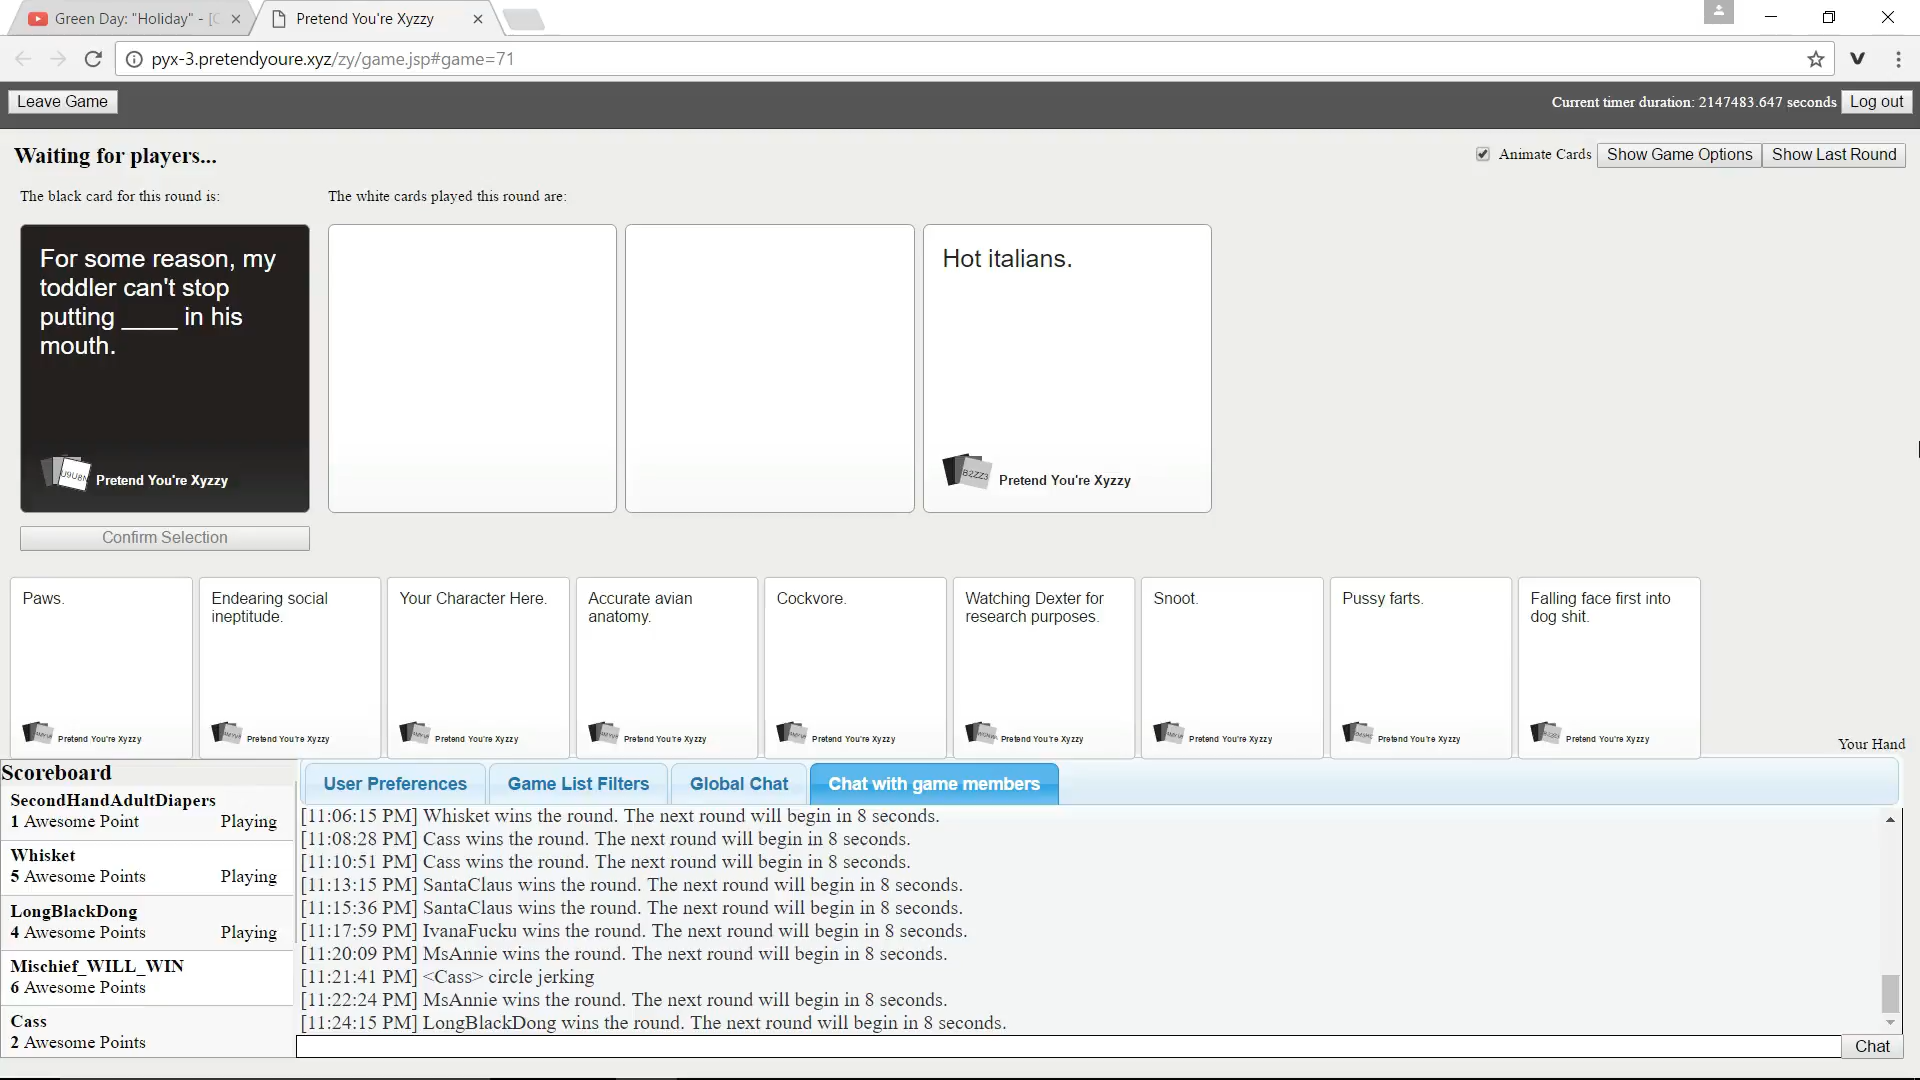 Green Day: "Holiday" - [
Pretend You're Xyzzy
pyx-3.pretendyoure.xyz/zy/game.jsp#game=71
Leave Game
Current timer duration: 2147483.647 seconds
Log out
Waiting for players...
Animate Cards
Show Game Options
Show Last Round
The black card for this round is:
The white cards played this round are:
For some reason, my
toddler can't stop
putting ____ in his
mouth.
Pretend You're Xyzzy
Hot italians.
B2ZZ3
Pretend You're Xyzzy
Confirm Selection
Paws.
Pretend You're Xyzzy
Endearing social
ineptitude.
Pretend You're Xyzzy
Your Character Here.
Pretend You're Xyzzy
Accurate avian
anatomy.
Pretend You're Xyzzy
Cockvore.
Pretend You're Xyzzy
Watching Dexter for
research purposes.
Pretend You're Xyzzy
Snoot.
Pretend You're Xyzzy
Pussy farts.
Pretend You're Xyzzy
Falling face first into
dog shit.
Pretend You're Xyzzy
Your Hand
Scoreboard
SecondHandAdultDiapers
1 Awesome Point Playing
Whisket
5 Awesome Points Playing
LongBlackDong
4 Awesome Points Playing
Mischief_WILL_WIN
6 Awesome Points
Cass
2 Awesome Points
User Preferences
Game List Filters
Global Chat
Chat with game members
[11:06:15 PM] Whisket wins the round. The next round will begin in 8 seconds.
[11:08:28 PM] Cass wins the round. The next round will begin in 8 seconds.
[11:10:51 PM] Cass wins the round. The next round will begin in 8 seconds.
[11:13:15 PM] SantaClaus wins the round. The next round will begin in 8 seconds.
[11:15:36 PM] SantaClaus wins the round. The next round will begin in 8 seconds.
[11:17:59 PM] IvanaFucku wins the round. The next round will begin in 8 seconds.
[11:20:09 PM] MsAnnie wins the round. The next round will begin in 8 seconds.
[11:21:41 PM] <Cass> circle jerking
[11:22:24 PM] MsAnnie wins the round. The next round will begin in 8 seconds.
[11:24:15 PM] LongBlackDong wins the round. The next round will begin in 8 seconds.
Chat